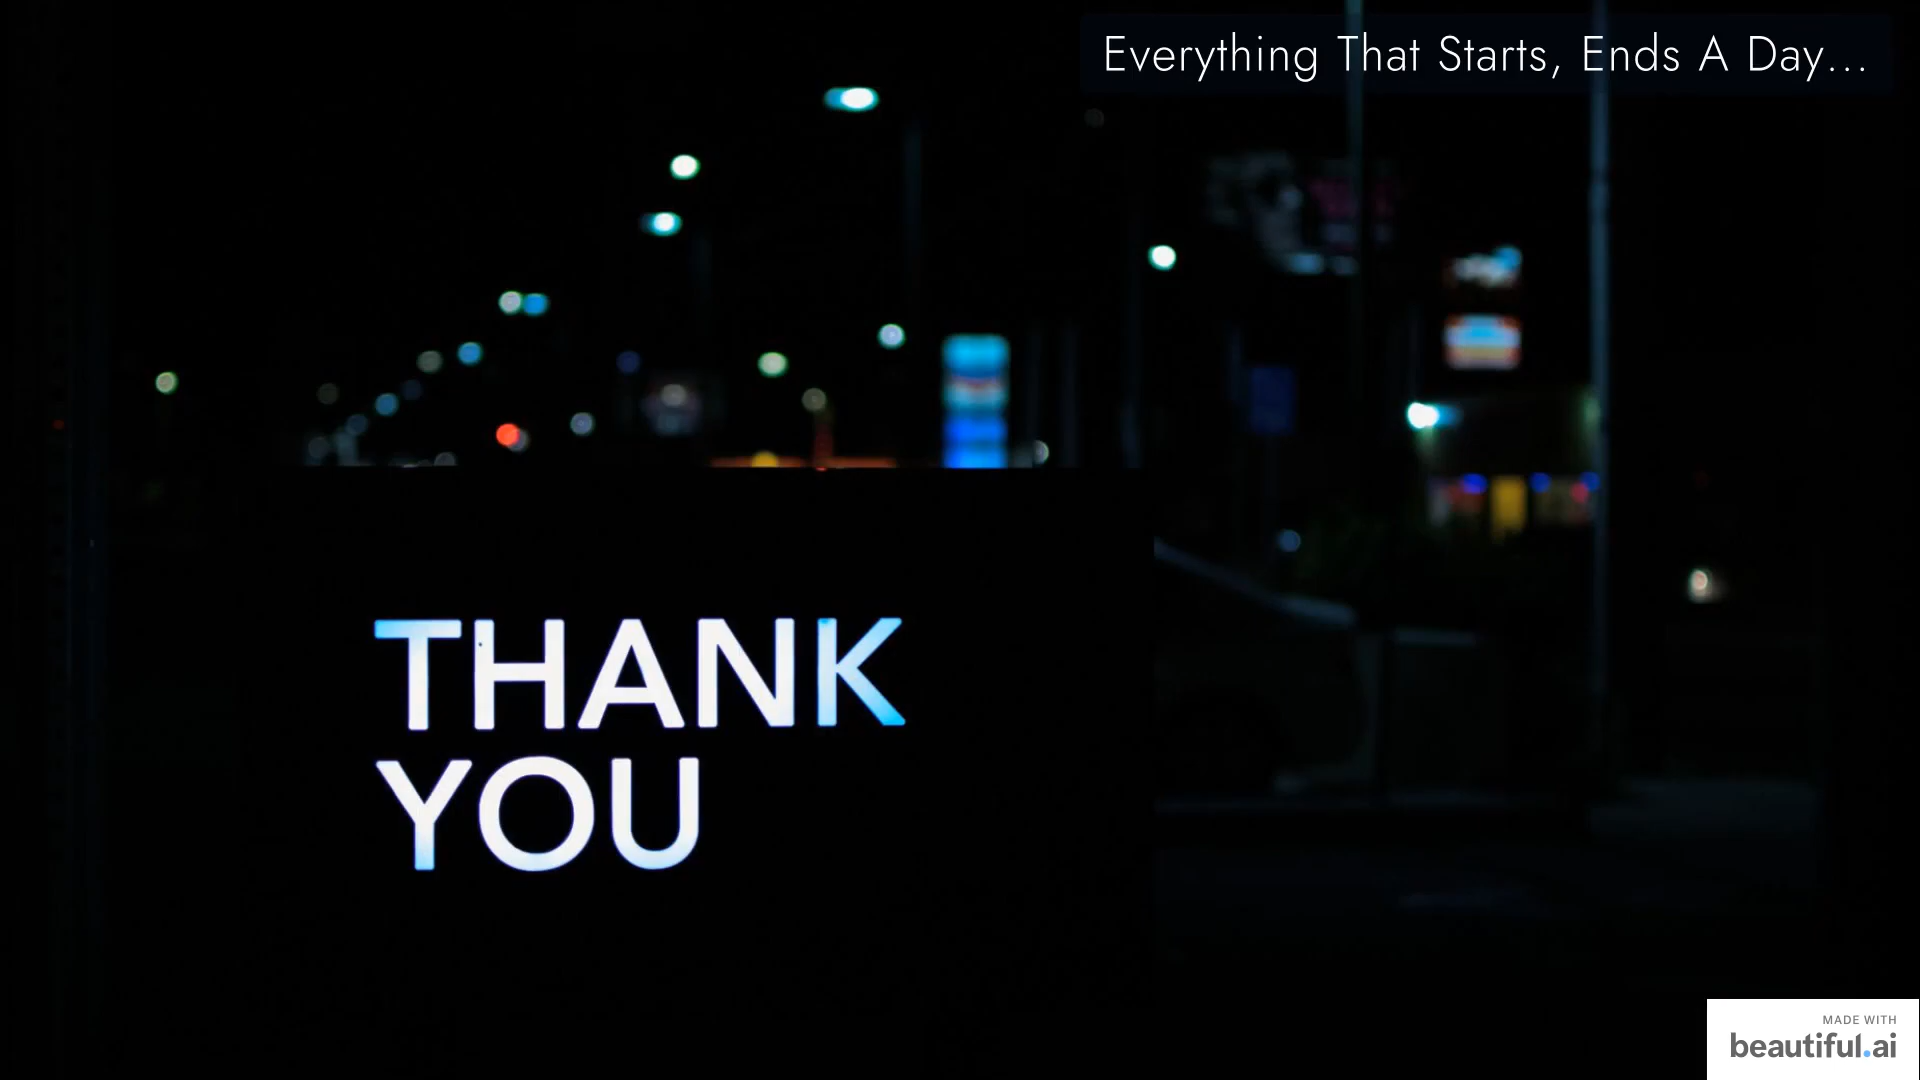 Everything That Starts, Ends A Day...
THANK
YOU
MADE WITH
beautiful.ai